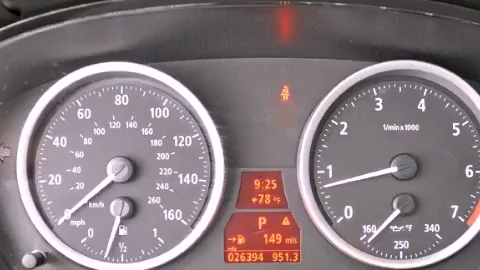 80
60 100
120 140
100 160
40 120
80 180
60 200
40 220
20 140
20 240
km/h 260
0 160
mph
0 1
½
9:25
+78 °F
P
149 mls
026394 951.3
3 4
2 5
1/minx1000
1 6
0 7
160 °F 340
250